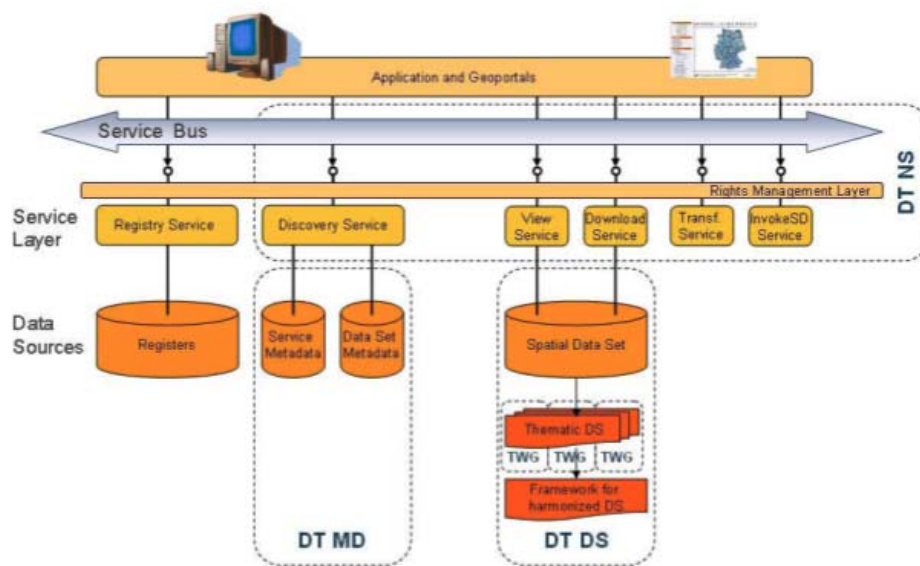 Application and Geoportals
Service Bus
DT NS
Rights Management Layer
Service
Layer
Registry Service
Discovery Service
View
Service
Download
Service
Transf.
Service
InvokeSD
Service
Data
Sources
Registers
Service
Metadata
Data Set
Metadata
Spatial Data Set
Thematic DS
TWG
TWG
TWG
Framework for
harmonized DS
DT MD
DT DS